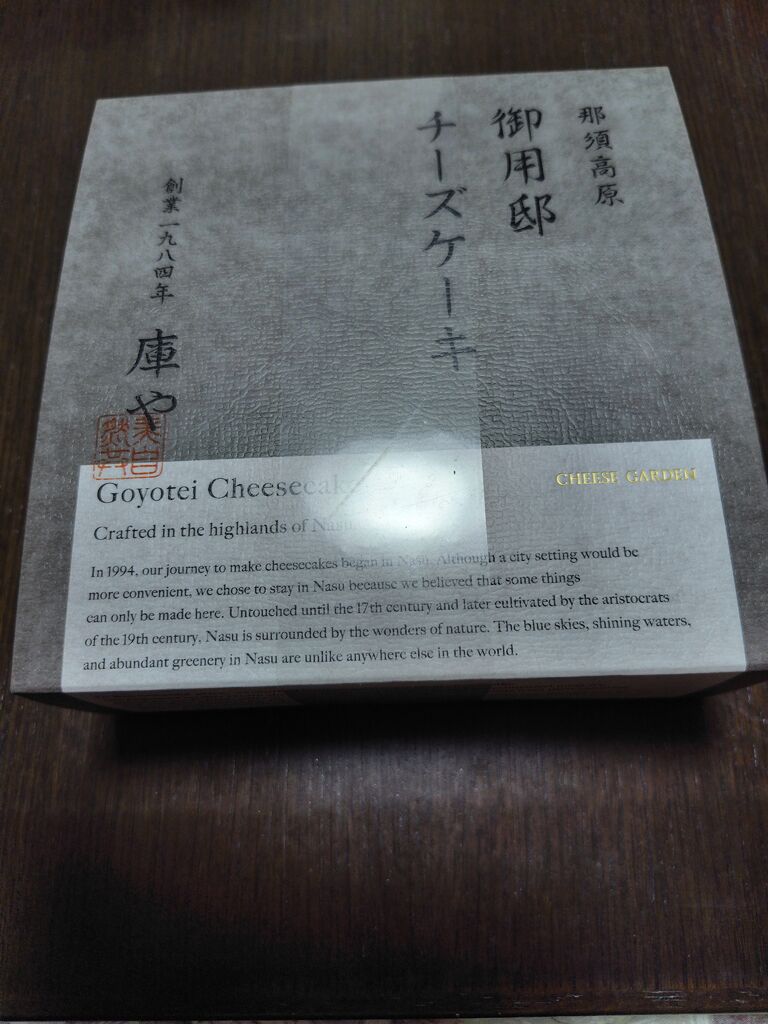 那須高原
御用邸
チーズケーキ
創業一九八四年
庫や
Goyotei Cheesecake
CHEESE GARDEN
Crafted in the highlands of Nasu.
In 1994, our journey to make cheesecakes began in Nasu. Although a city setting would be
more convenient, we chose to stay in Nasu because we believed that some things
can only be made here. Untouched until the 17th century and later cultivated by the aristocrats
of the 19th century, Nasu is surrounded by the wonders of nature. The blue skies, shining waters,
and abundant greenery in Nasu are unlike anywhere else in the world.